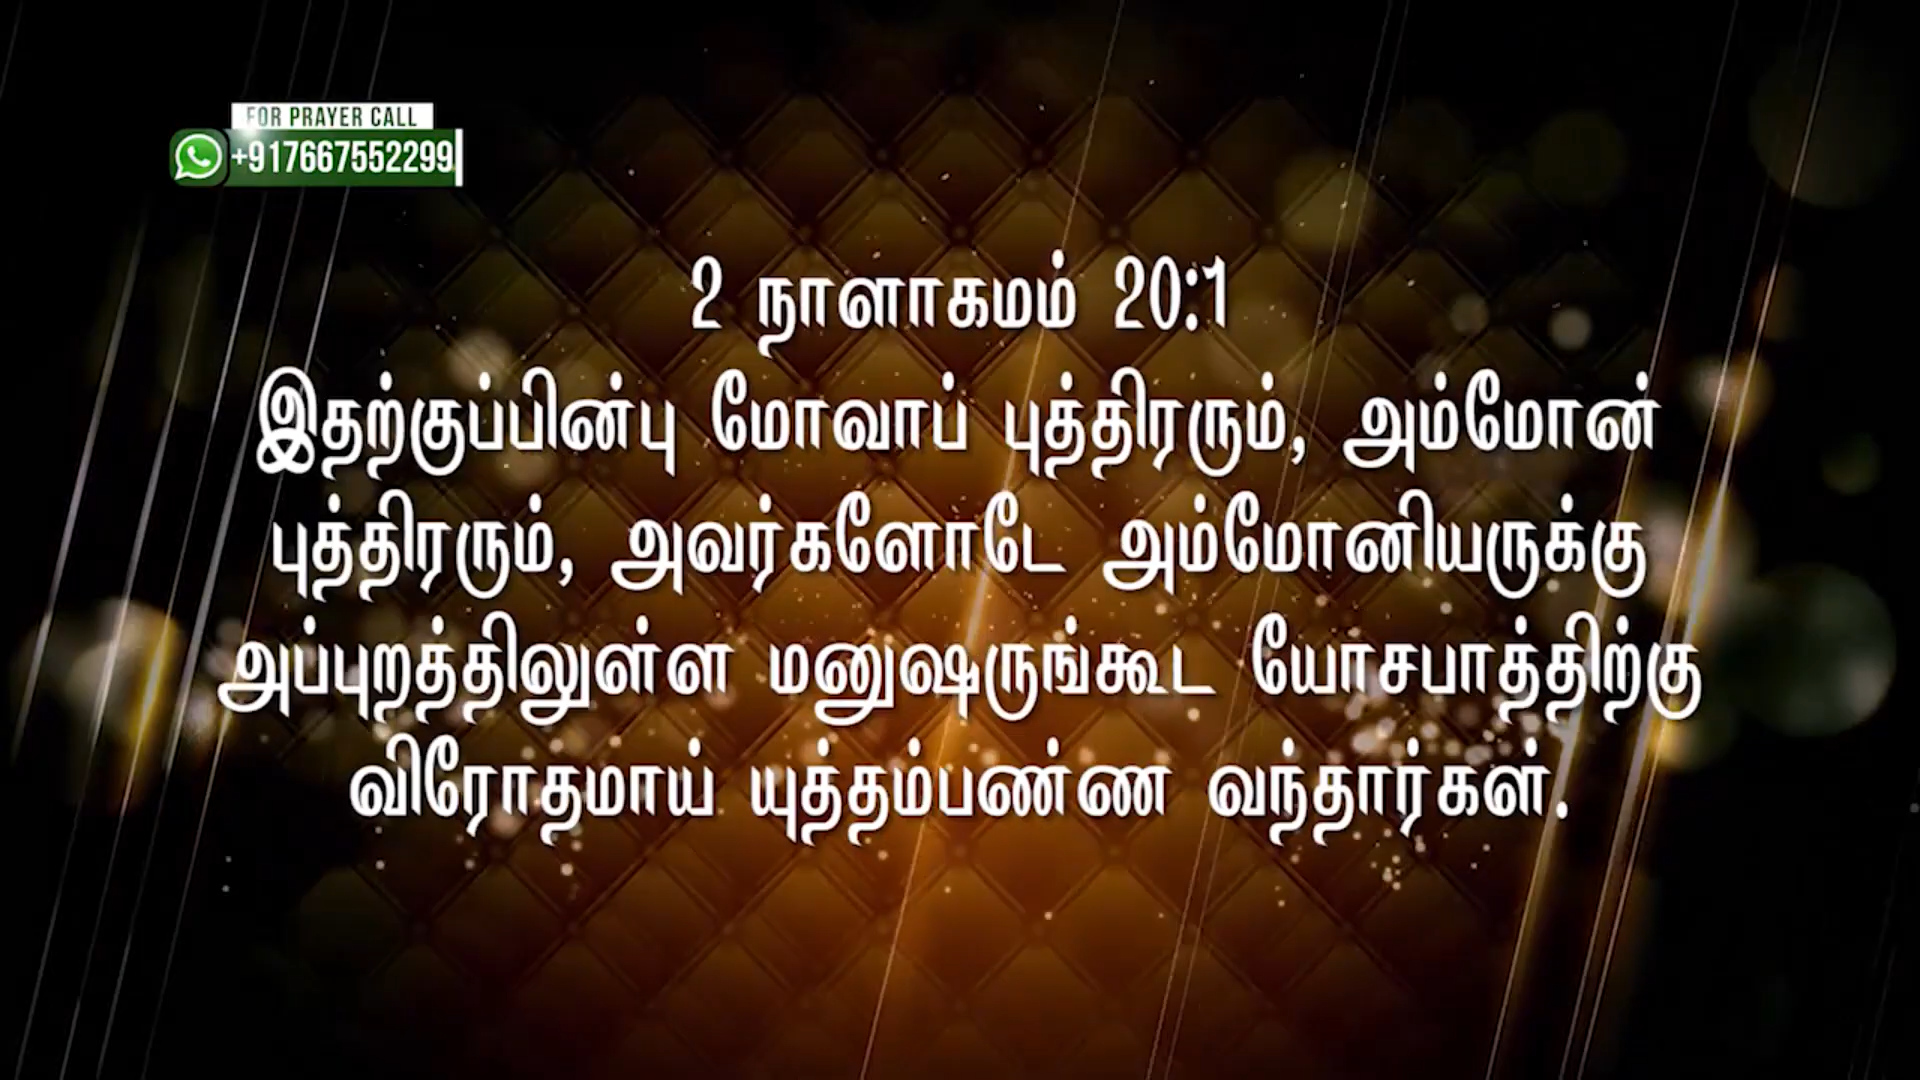 FOR PRAYER CALL
+917667552299
2 நாளாகமம் 20:1
இதற்குப்பின்பு மோவாப் புத்திரரும், அம்மோன்
புத்திரரும், அவர்களோடே அம்மோனியருக்கு
அப்புறத்திலுள்ள மனுஷருங்கூட யோசபாத்திற்கு
விரோதமாய் யுத்தம்பண்ண வந்தார்கள்.